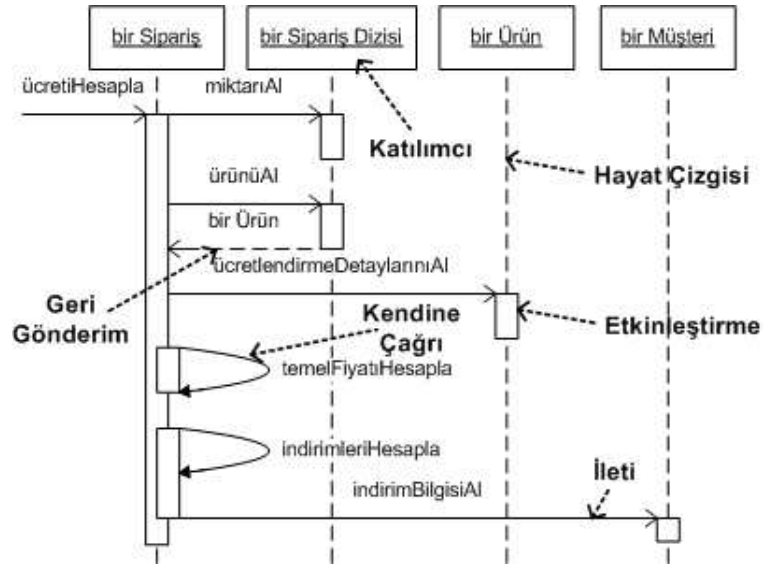 bir Sipariş
bir Sipariş Dizisi
bir Ürün
bir Müşteri
ücretiHesapla
miktarıAl
Katılımcı
Hayat Çizgisi
ürünüAl
bir Ürün
ücretlendirmeDetaylarınıAl
Geri
Gönderim
Kendine
Çağrı
Etkinleştirme
temelFiyatıHesapla
indirimleriHesapla
İleti
indirimBilgisiAl